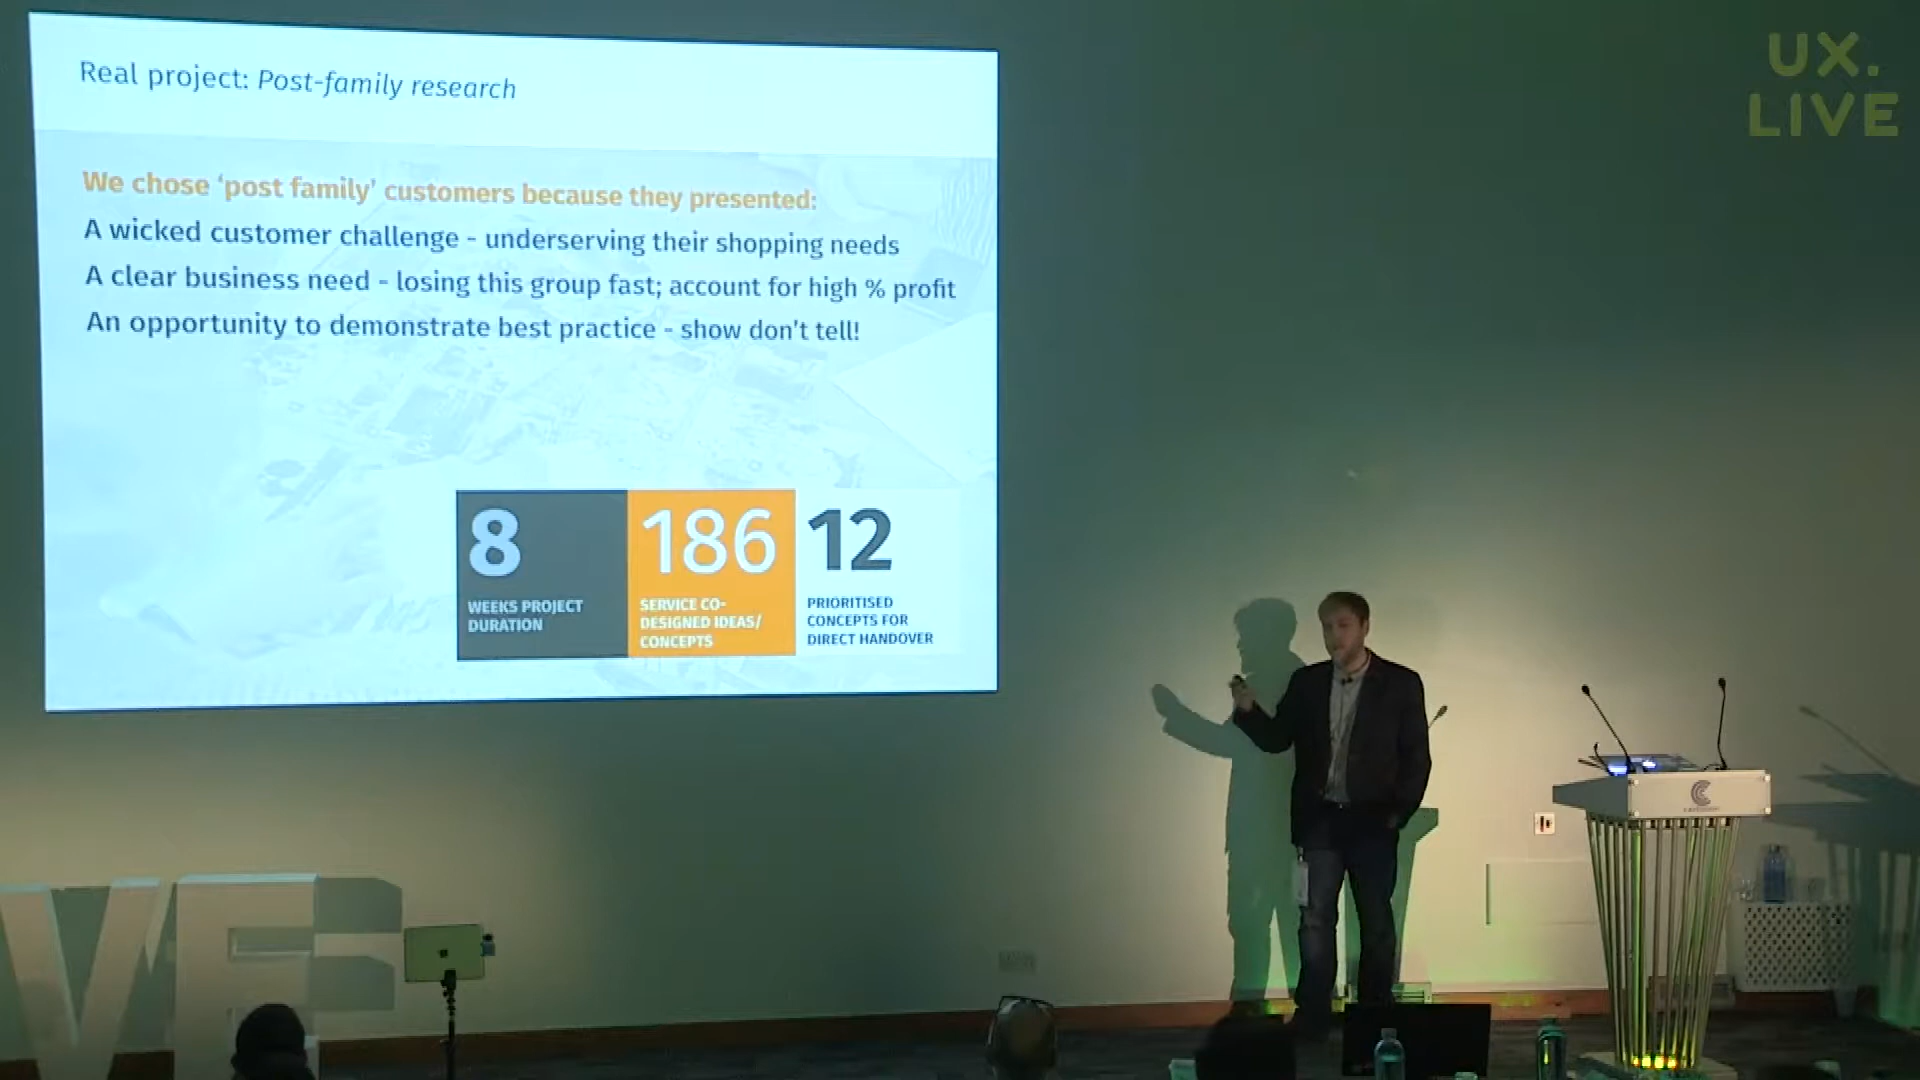 Real project: Post-family research
We chose ‘post family’ customers because they presented:
A wicked customer challenge - underserving their shopping needs
A clear business need - losing this group fast; account for high % profit
An opportunity to demonstrate best practice - show don't tell!
8
WEEKS PROJECT
DURATION
186
SERVICE CO-
DESIGNED IDEAS/
CONCEPTS
12
PRIORITISED
CONCEPTS FOR
DIRECT HANDOVER
UX.
LIVE
VE